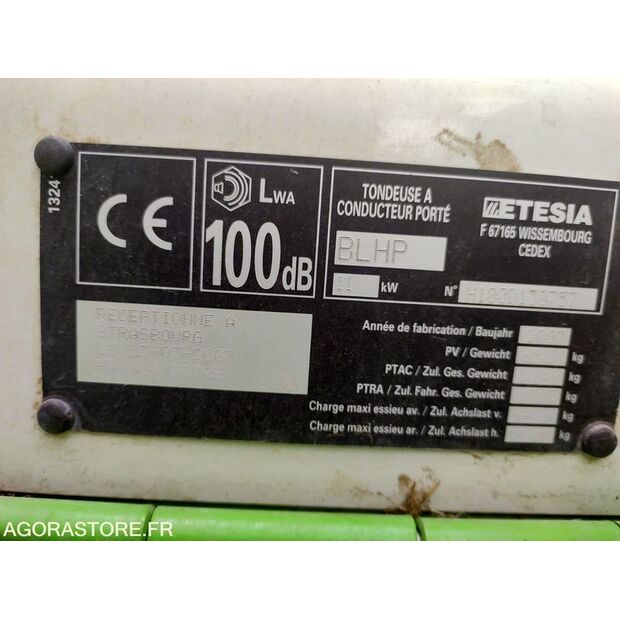 1324
CE
LWA
100dB
TONDEUSE A
CONDUCTEUR PORTÉ
BLHP
11 kW
ETESIA
F 67165 WISSEMBOURG
CEDEX
N°
RECEPTIONNE A
STRASBOURG
Année de fabrication / Baujahr
PV / Gewicht kg
PTAC / Zul. Ges. Gewicht kg
PTRA / Zul. Fahr. Ges. Gewicht kg
Charge maxi essieu av. / Zul. Achslast v. kg
Charge maxi essieu ar. / Zul. Achslast h. kg
AGORASTORE.FR